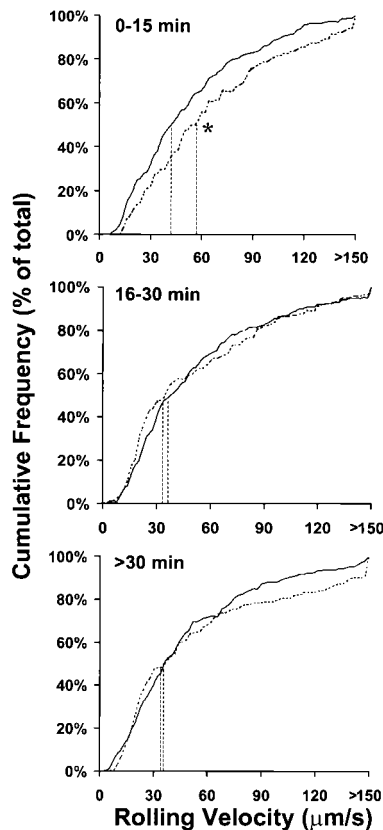 Cumulative Frequency (% of total)
0-15 min
100%
80%
60%
40%
20%
0%
*
0 30 60 90 120 >150
16-30 min
100%
80%
60%
40%
20%
0%
0 30 60 90 120 >150
>30 min
100%
80%
60%
40%
20%
0%
0 30 60 90 120 >150
Rolling Velocity (μm/s)